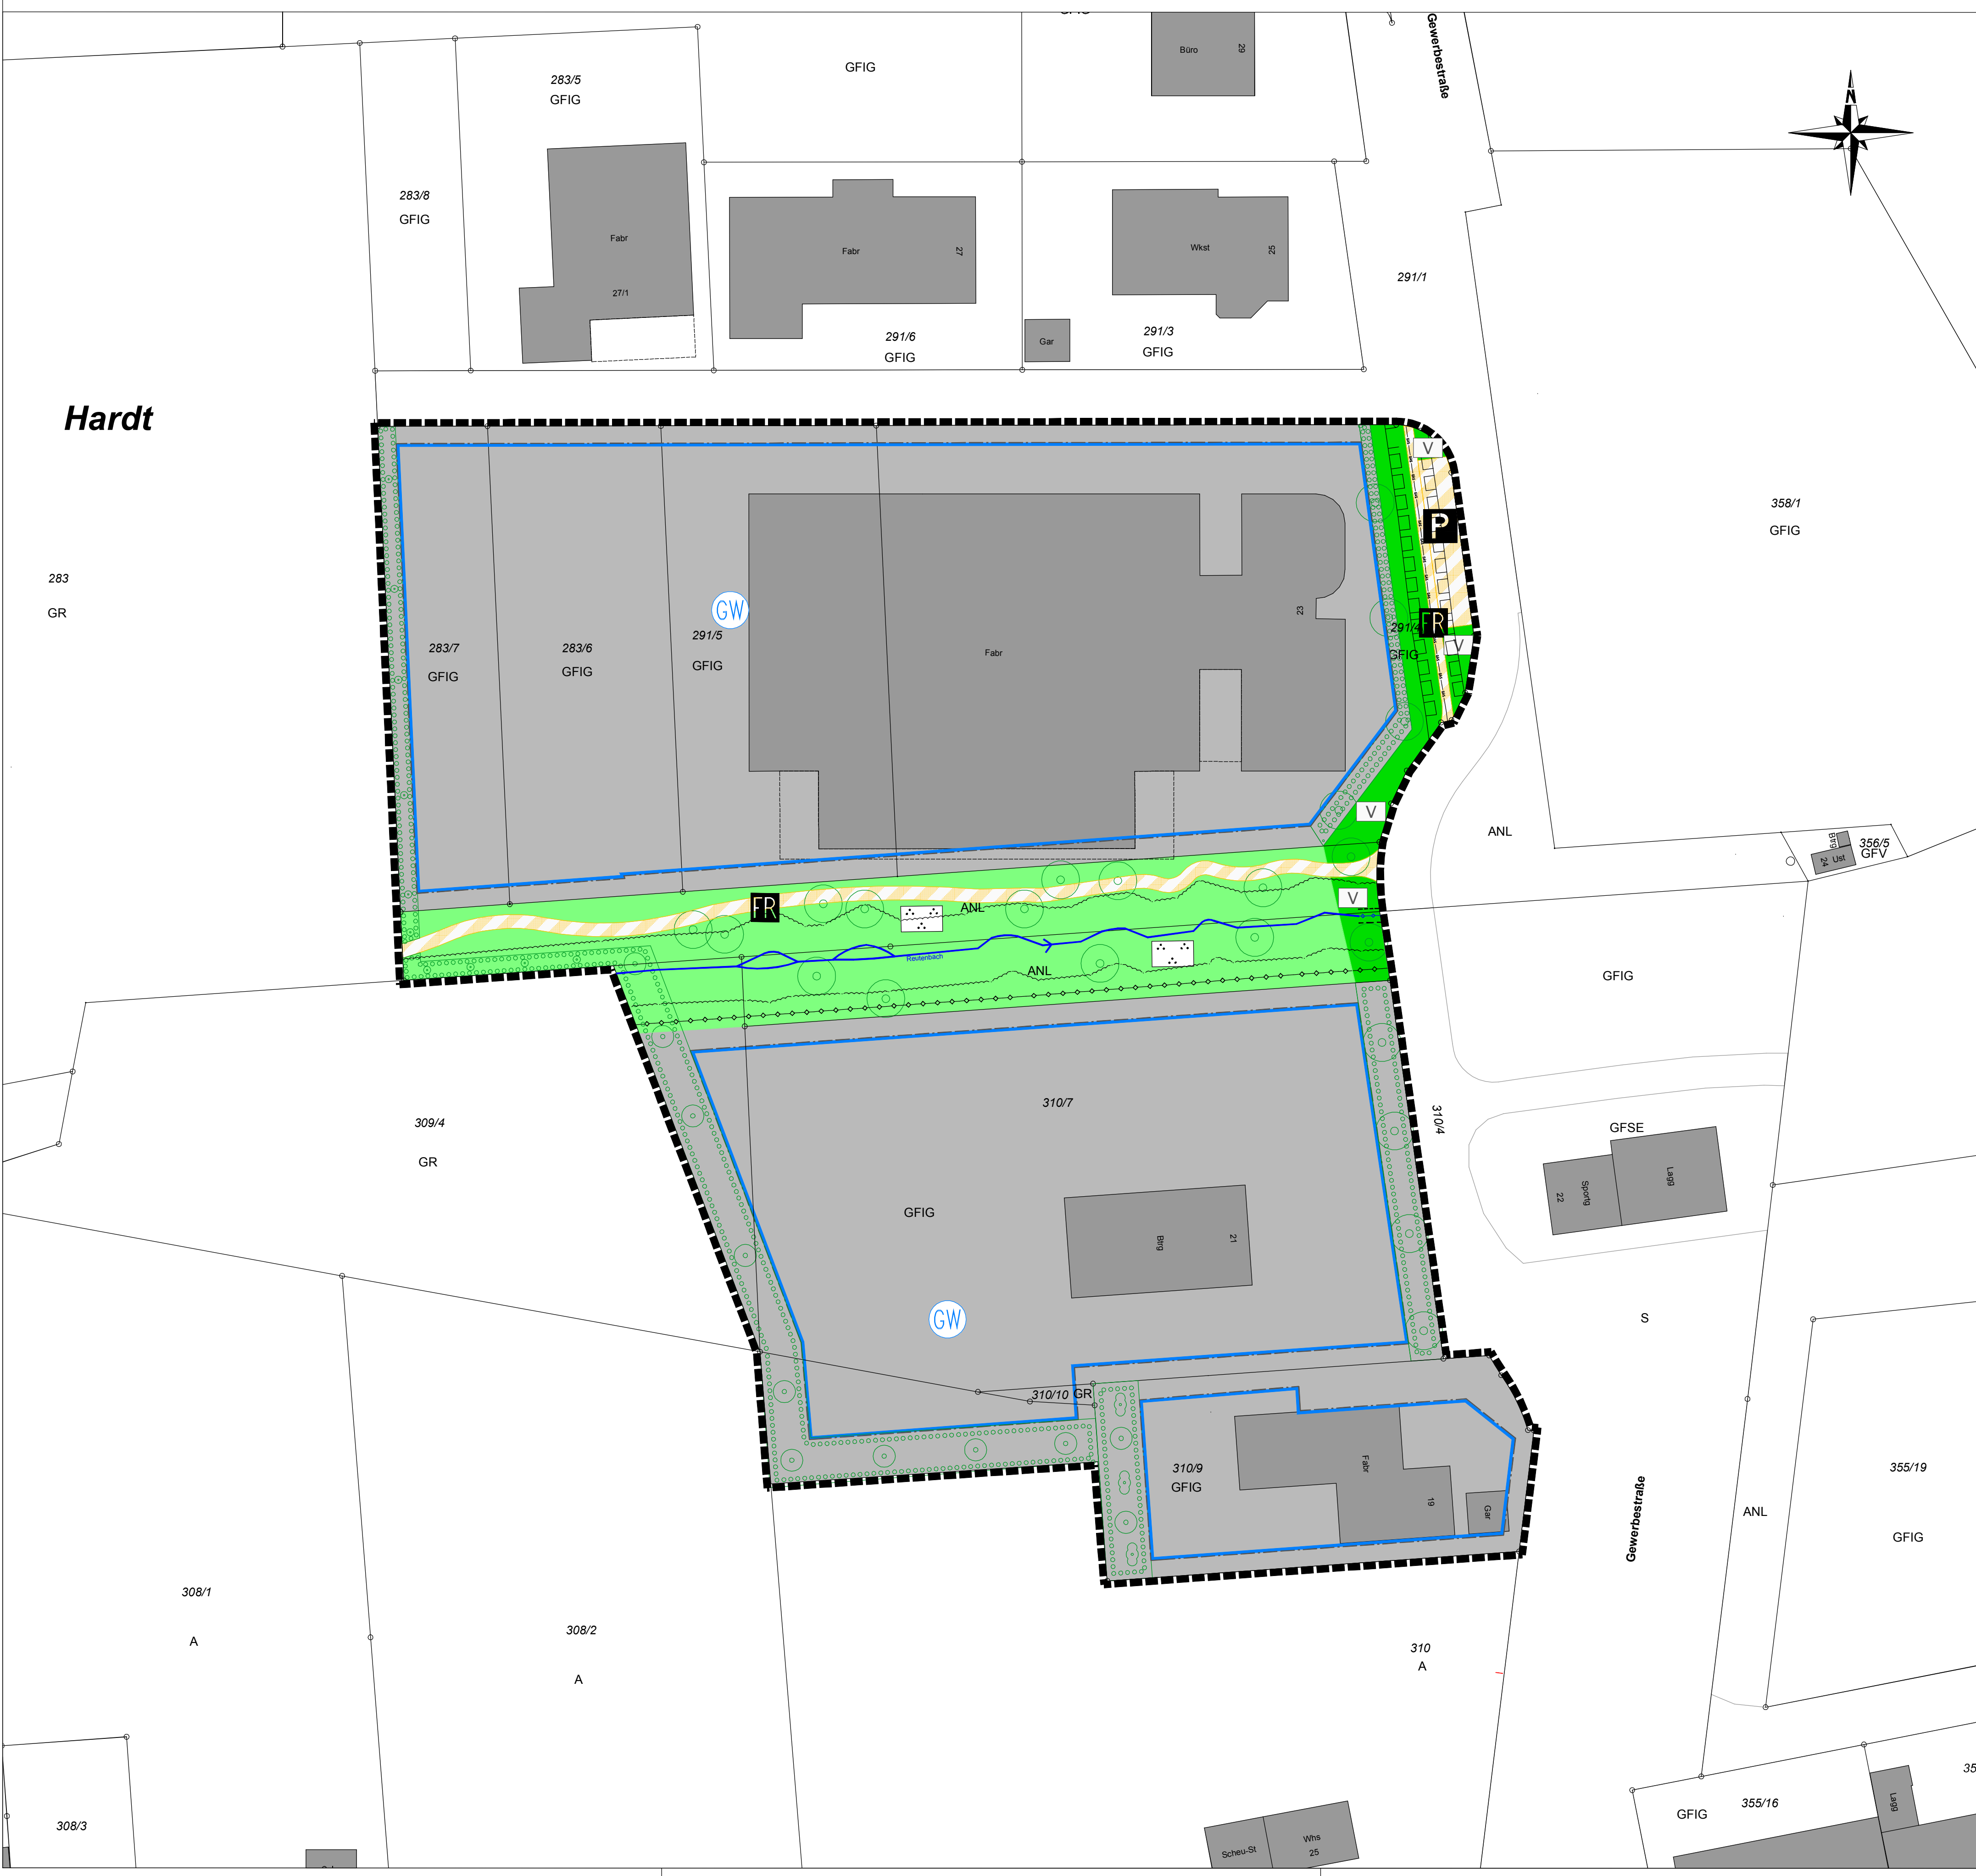 Büro
29
Gewerbestraße
N
283/5
GFIG
GFIG
283/8
GFIG
Fabr
27/1
Fabr
27
Wkst
25
291/1
291/6
GFIG
Gar
291/3
GFIG
Hardt
V
358/1
GFIG
P
283
GR
GW
23
FR
291/4
GFIG
V
283/7
GFIG
283/6
GFIG
291/5
GFIG
Fabr
V
ANL
Btrg
24
Ust
356/5
GFV
FR
ANL
V
Reutenbach
ANL
GFIG
310/7
310/4
309/4
GR
GFSE
Sportg
22
Lagg
GFIG
Btrg
21
GW
S
310/10 GR
310/9
GFIG
Fabr
19
Gar
Gewerbestraße
355/19
GFIG
ANL
308/1
A
308/2
A
310
A
308/3
355/16
GFIG
Lagg
Scheu-St
Whs
25